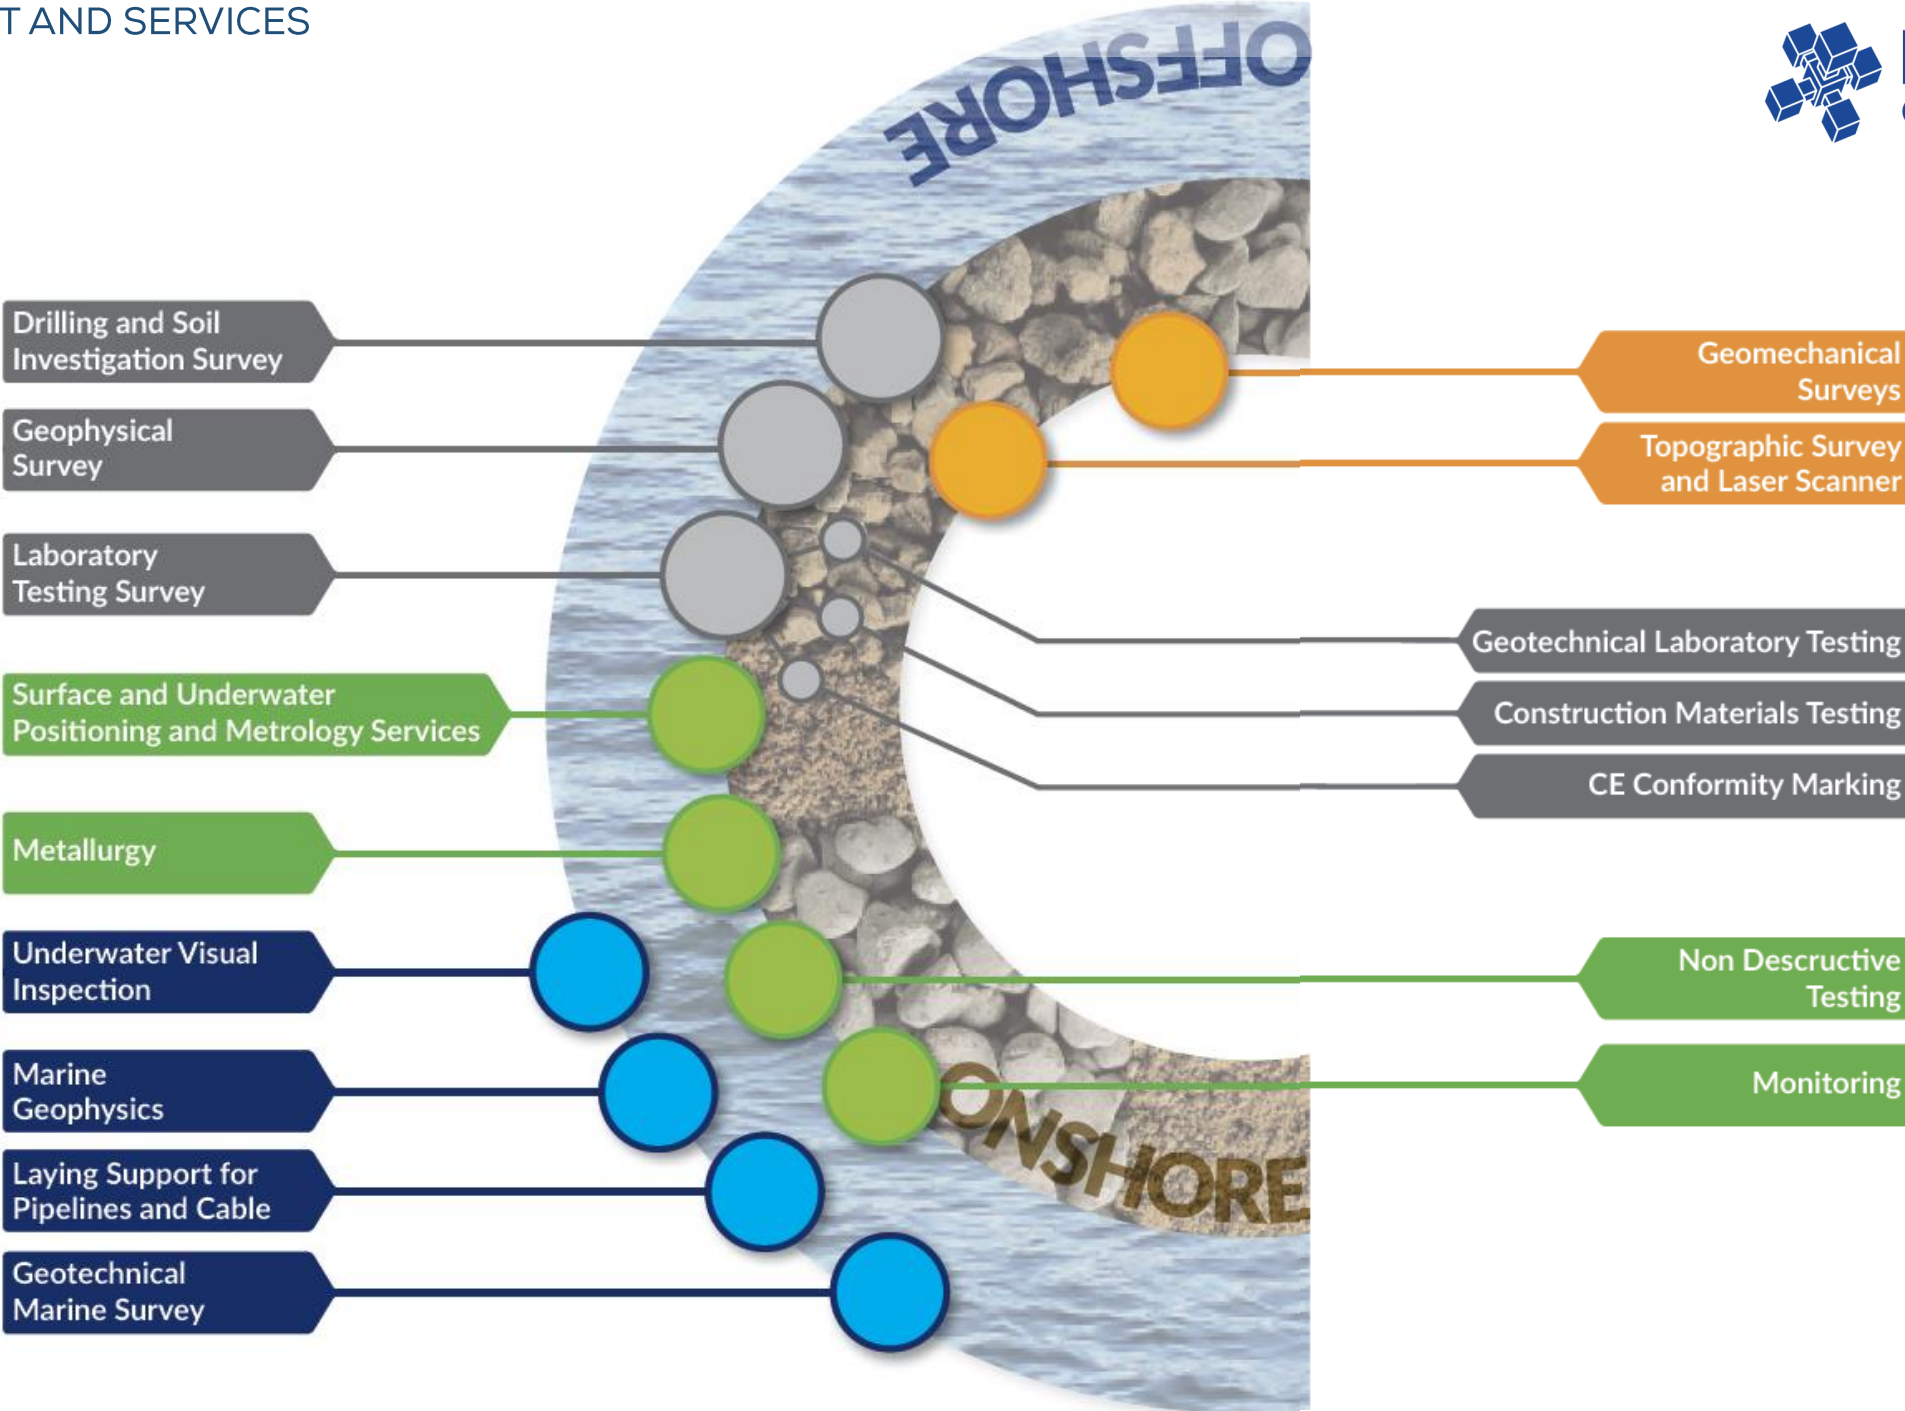 T AND SERVICES
OFFSHORE
Drilling and Soil
Investigation Survey
Geophysical
Survey
Laboratory
Testing Survey
Surface and Underwater
Positioning and Metrology Services
Metallurgy
Underwater Visual
Inspection
Marine
Geophysics
Laying Support for
Pipelines and Cable
Geotechnical
Marine Survey
Geomechanical
Surveys
Topographic Survey
and Laser Scanner
Geotechnical Laboratory Testing
Construction Materials Testing
CE Conformity Marking
Non Descructive
Testing
Monitoring
ONSHORE